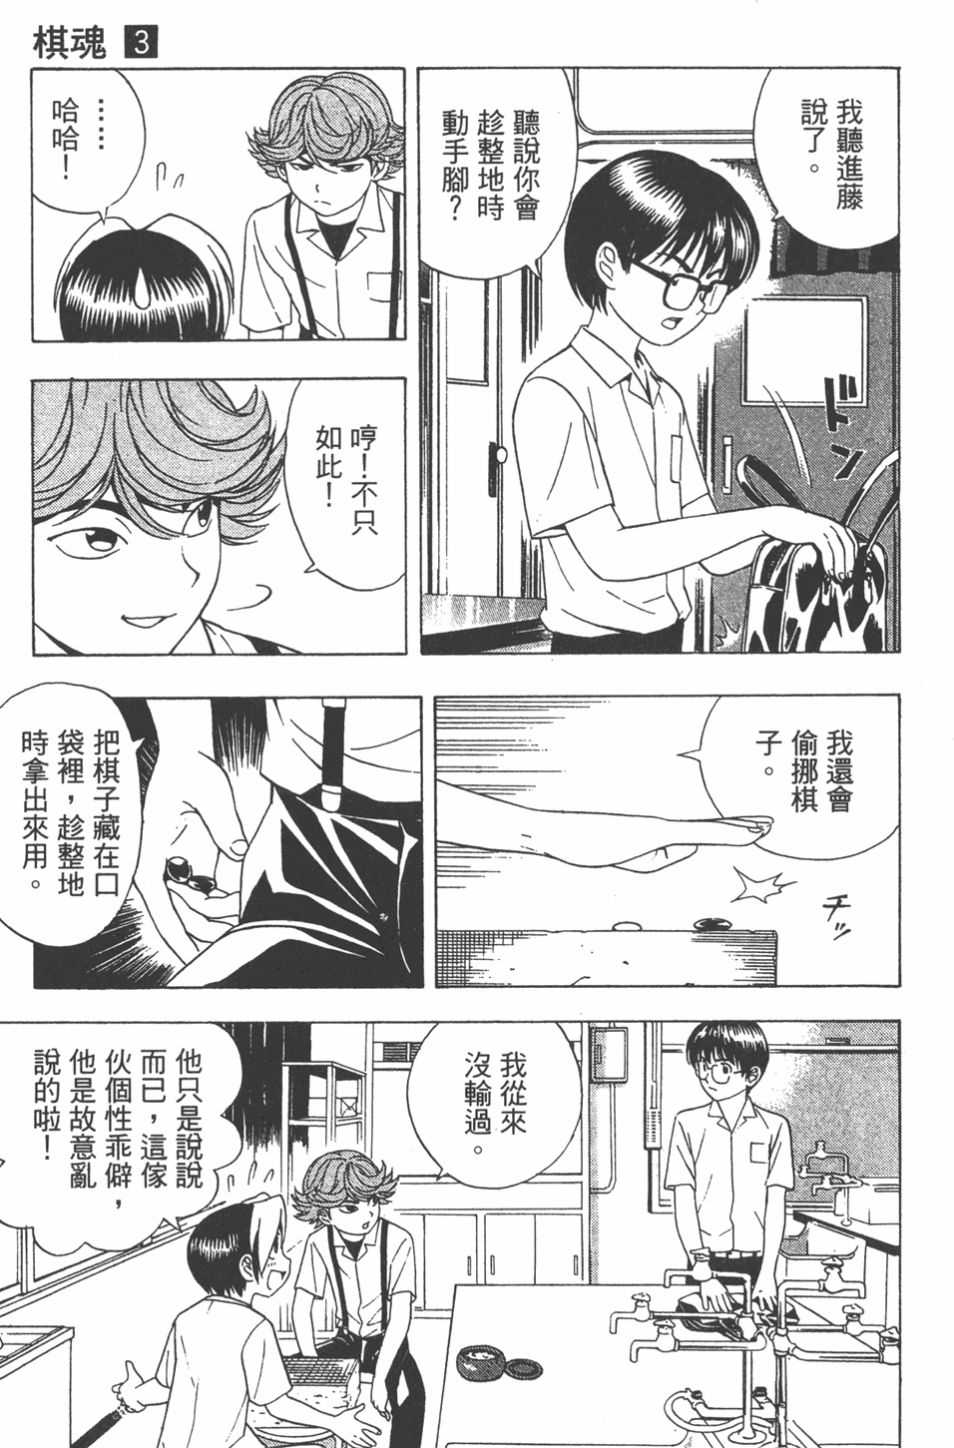 棋魂 3
我聽進藤
說了。
聽說你會
趁整地時
動手腳?
ドン
……
哈哈!
哼!不只
如此!
我還會
偷挪棋
子。
チッ
把棋子藏在口
袋裡,趁整地
時拿出來用。
我從來
沒輸過。
他只是說說
而已,這傢
伙個性乖僻,
他是故意亂
說的啦!